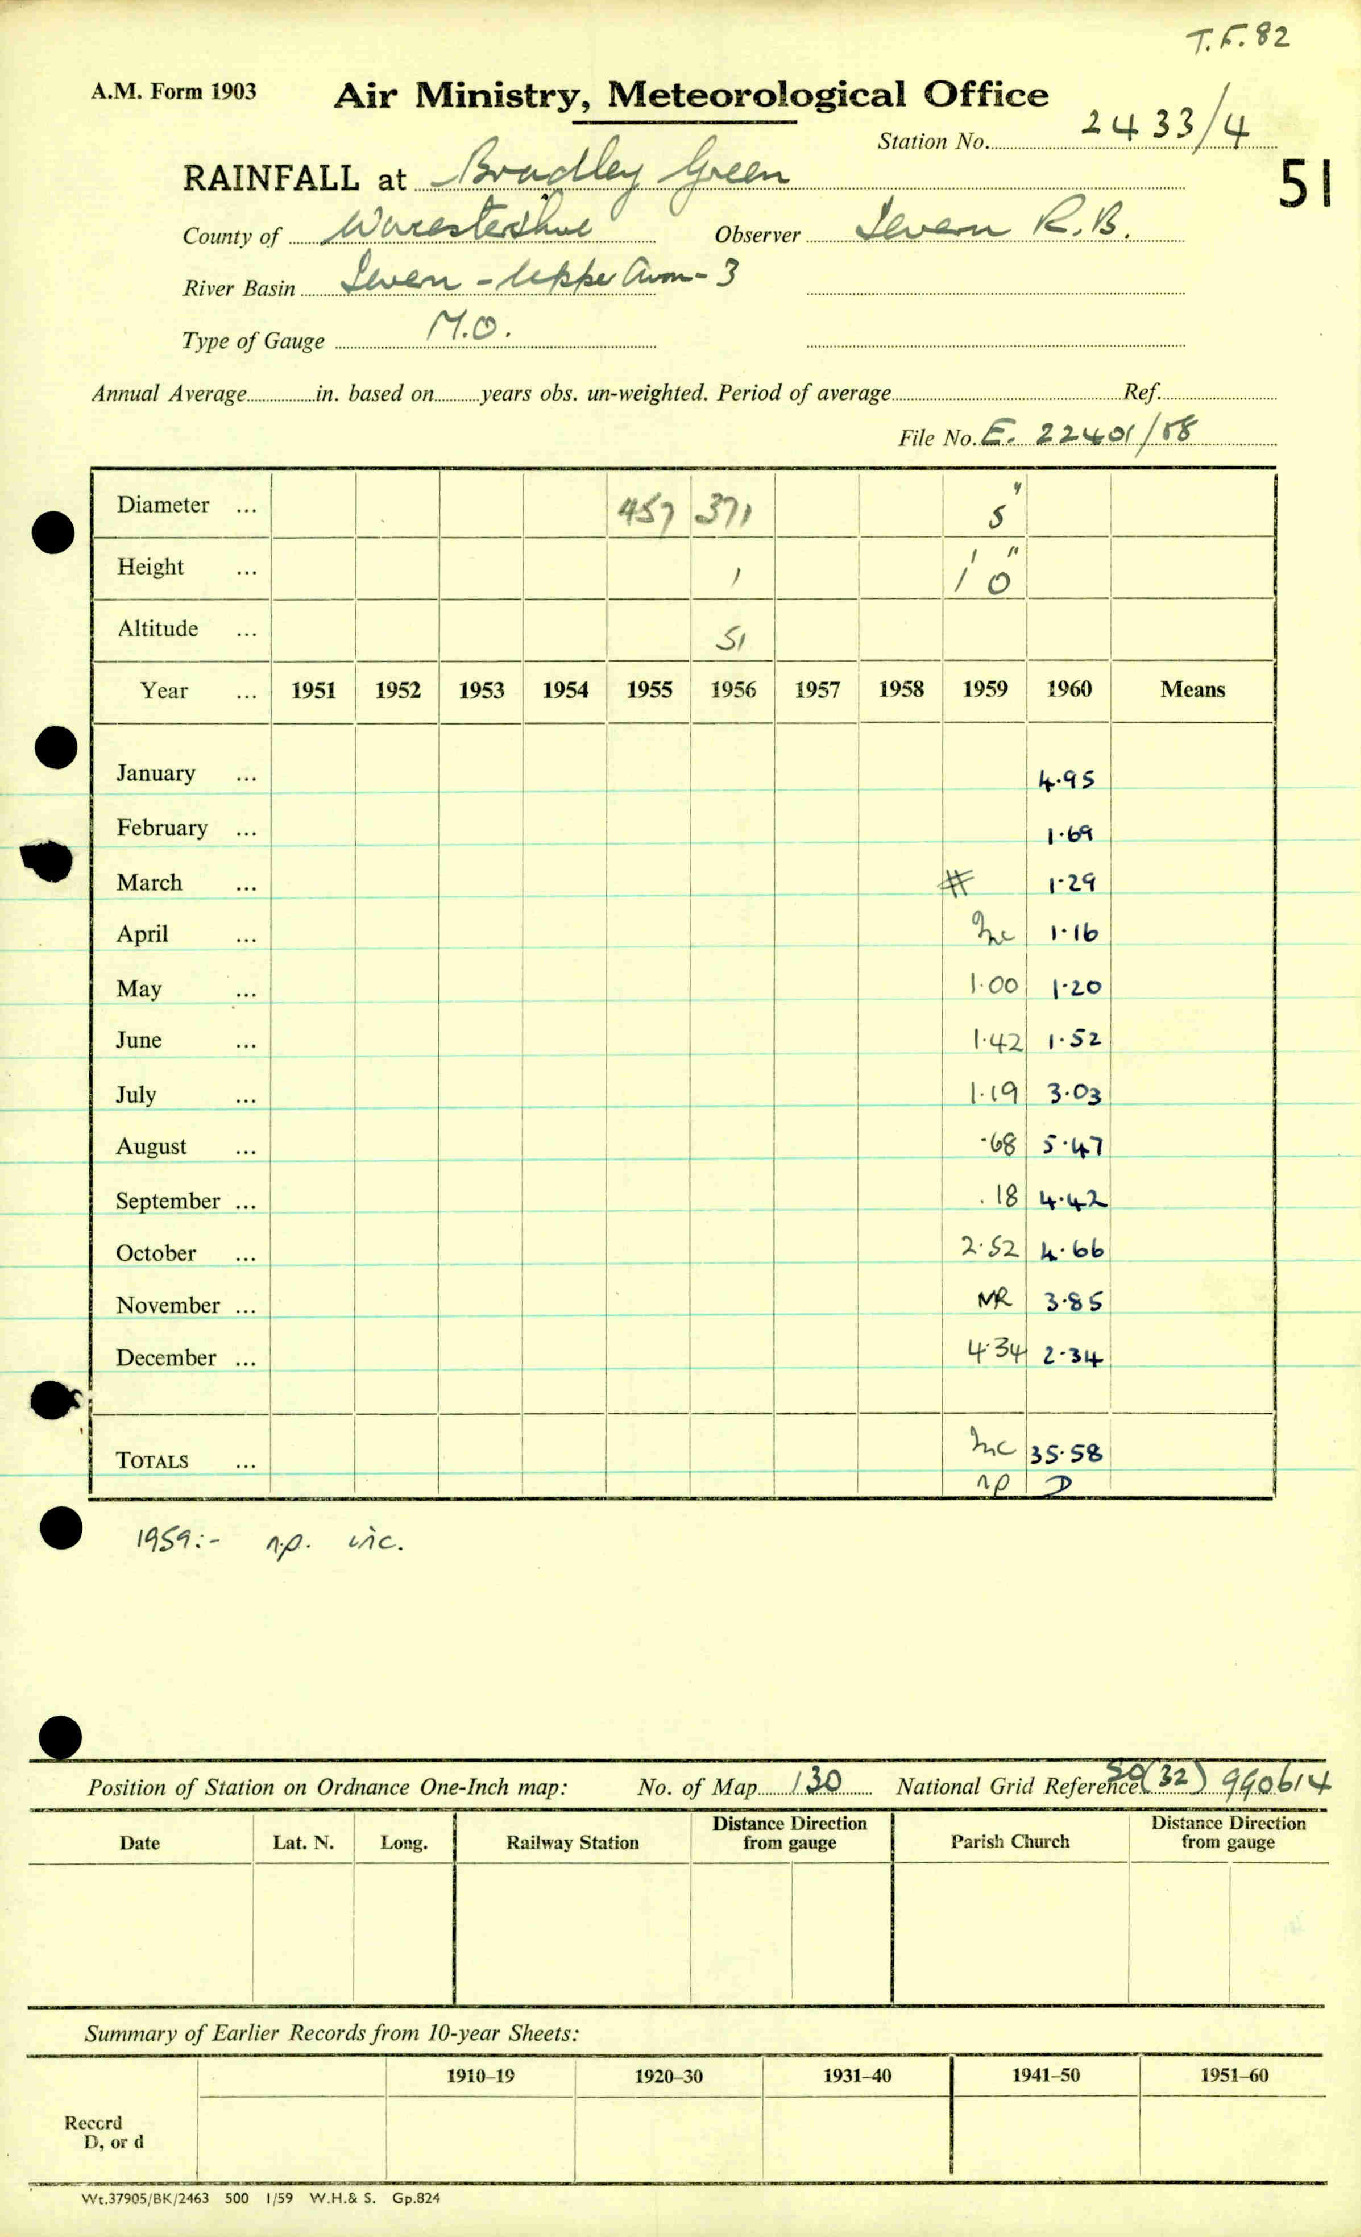 T.F.82
A.M. Form 1903 Air Ministry, Meteorological Office
Station No. 2433/4
RAINFALL at Bradley Green 51
County of Worcestershire Observer Severn R.B.
River Basin Severn - Upper Avon - 3
Type of Gauge M.O.
Annual Average in. based on years obs. un-weighted. Period of average Ref.
File No. E. 22401/58
Diameter ... 457 371 5"
Height ... 1 1' 0"
Altitude ... 51
Year ... 1951 1952 1953 1954 1955 1956 1957 1958 1959 1960 Means
January ... 4.95
February ... 1.69
March ... # 1.29
April ... Inc 1.16
May ... 1.00 1.20
June ... 1.42 1.52
July ... 1.19 3.03
August ... .68 5.47
September ... .18 4.42
October ... 2.52 4.66
November ... NR 3.85
December ... 4.34 2.34
TOTALS ... Inc 35.58
np D
1959:- n.p. inc.
Position of Station on Ordnance One-Inch map: No. of Map 130 National Grid Reference SO(32) 990614
Date Lat. N. Long. Railway Station Distance Direction from gauge Parish Church Distance Direction from gauge
Summary of Earlier Records from 10-year Sheets:
1910-19 1920-30 1931-40 1941-50 1951-60
Record
D, or d
Wt.37905/BK/2463 500 1/59 W.H.& S. Gp.824